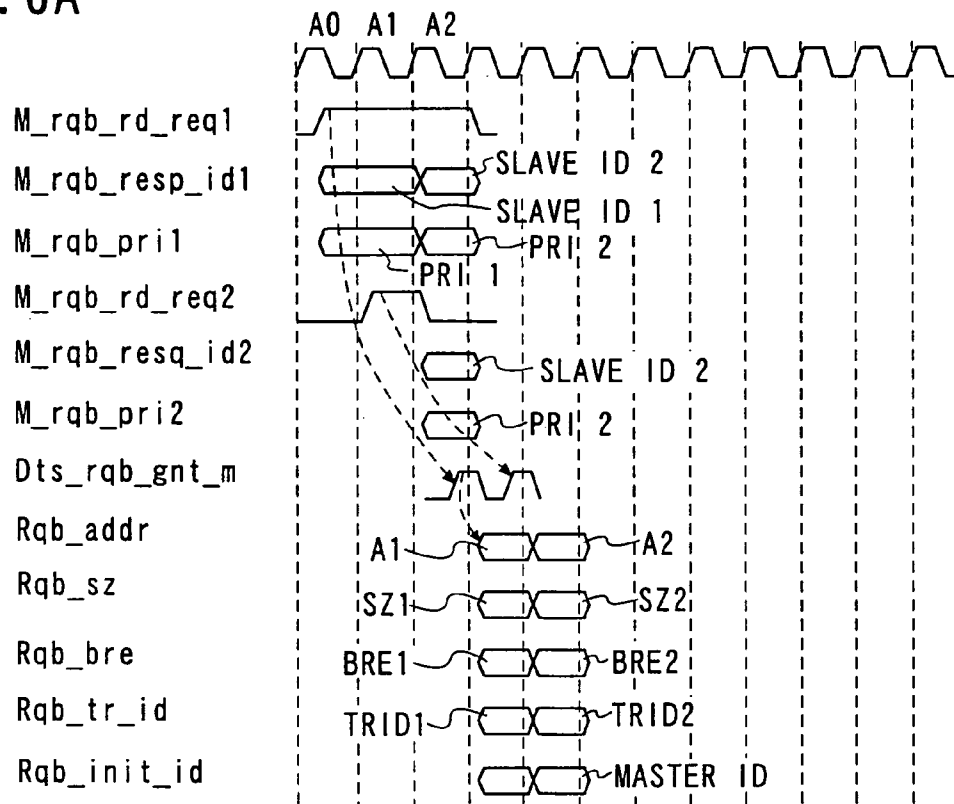 6A
A0 A1 A2
M_rqb_rd_req1
M_rqb_resp_id1
SLAVE ID 2
SLAVE ID 1
M_rqb_pri1
PRI 2
PRI 1
M_rqb_rd_req2
M_rqb_resq_id2
SLAVE ID 2
M_rqb_pri2
PRI 2
Dts_rqb_gnt_m
Rqb_addr
A1
A2
Rqb_sz
SZ1
SZ2
Rqb_bre
BRE1
BRE2
Rqb_tr_id
TRID1
TRID2
Rqb_init_id
MASTER ID